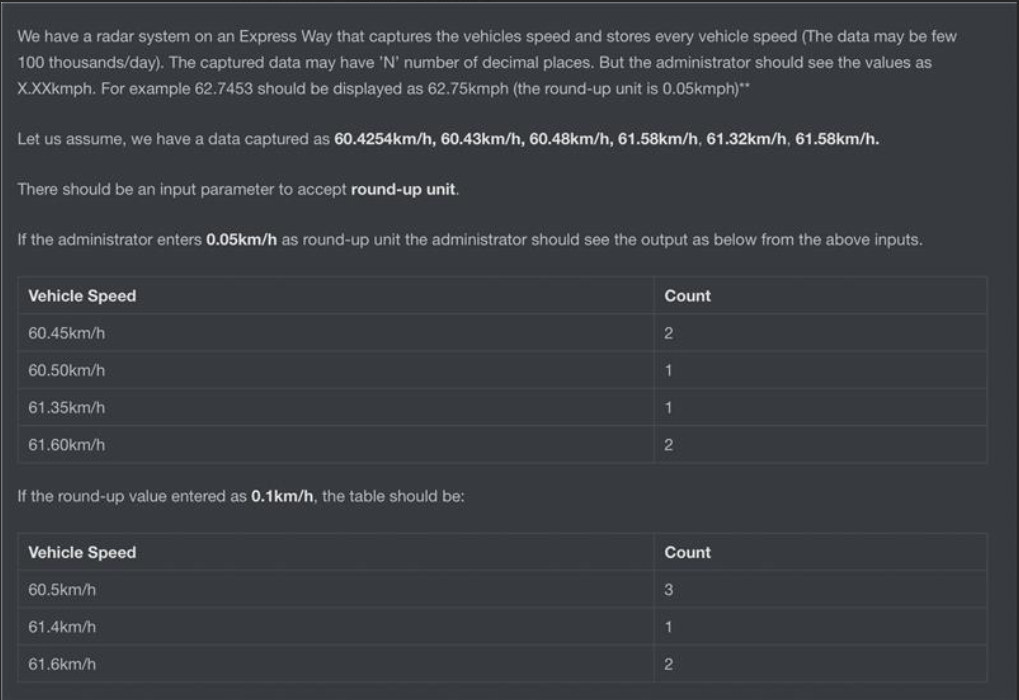 We have a radar system on an Express Way that captures the vehicles speed and stores every vehicle speed (The data may be few
100 thousands/day). The captured data may have 'N' number of decimal places. But the administrator should see the values as
X.XXkmph. For example 62.7453 should be displayed as 62.75kmph (the round-up unit is 0.05kmph)**
Let us assume, we have a data captured as 60.4254km/h, 60.43km/h, 60.48km/h, 61.58km/h, 61.32km/h, 61.58km/h.
There should be an input parameter to accept round-up unit.
If the administrator enters 0.05km/h as round-up unit the administrator should see the output as below from the above inputs.
Vehicle Speed Count
60.45km/h 2
60.50km/h 1
61.35km/h 1
61.60km/h 2
If the round-up value entered as 0.1km/h, the table should be:
Vehicle Speed Count
60.5km/h 3
61.4km/h 1
61.6km/h 2